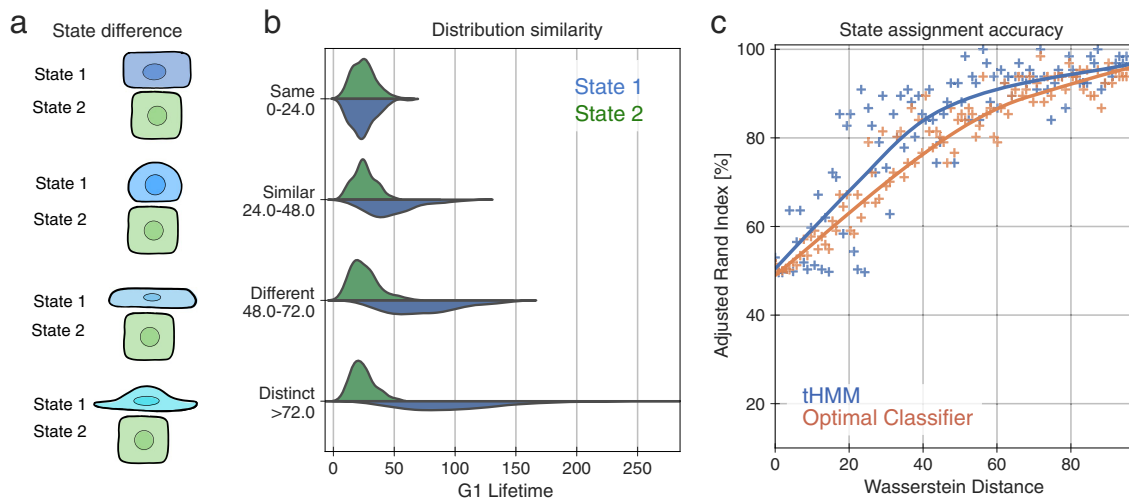 a
State difference
State 1
State 2
State 1
State 2
State 1
State 2
State 1
State 2
b
Distribution similarity
State 1
State 2
Same
0-24.0
Similar
24.0-48.0
Different
48.0-72.0
Distinct
>72.0
0 50 100 150 200 250
G1 Lifetime
c
State assignment accuracy
Adjusted Rand Index [%]
100
80
60
40
20
tHMM
Optimal Classifier
0 20 40 60 80
Wasserstein Distance